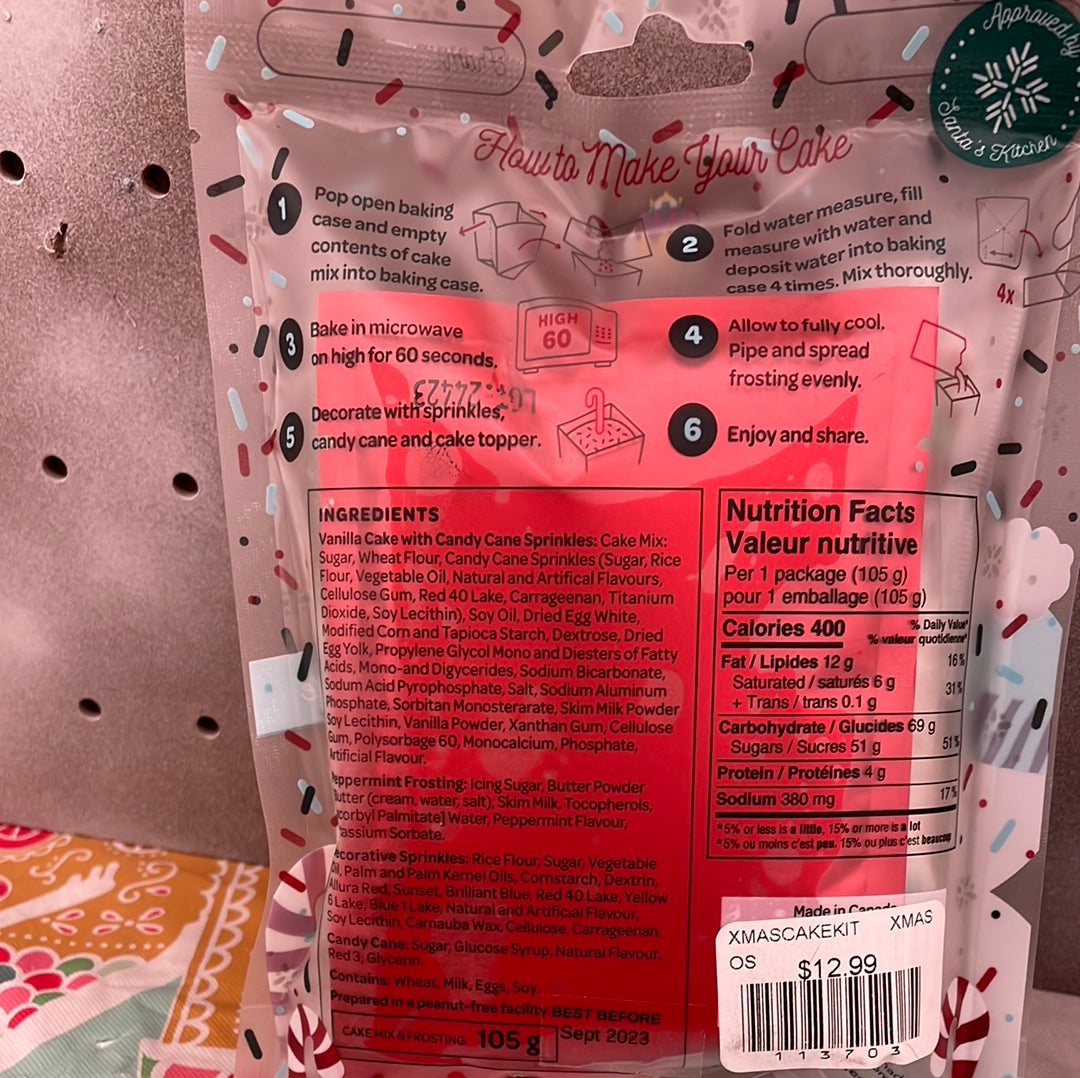 Approved by
Santa's Kitchen
How to Make Your Cake
1 Pop open baking
case and empty
contents of cake
mix into baking case.
2 Fold water measure, fill
measure with water and
deposit water into baking
case 4 times. Mix thoroughly.
4x
3 Bake in microwave
on high for 60 seconds.
HIGH
60
4 Allow to fully cool.
Pipe and spread
frosting evenly.
24423
5 Decorate with sprinkles,
candy cane and cake topper.
6 Enjoy and share.
INGREDIENTS
Vanilla Cake with Candy Cane Sprinkles: Cake Mix:
Sugar, Wheat Flour, Candy Cane Sprinkles (Sugar, Rice
Flour, Vegetable Oil, Natural and Artifical Flavours,
Cellulose Gum, Red 40 Lake, Carrageenan, Titanium
Dioxide, Soy Lecithin), Soy Oil, Dried Egg White,
Modified Corn and Tapioca Starch, Dextrose, Dried
Egg Yolk, Propylene Glycol Mono and Diesters of Fatty
Acids, Mono-and Digycerides, Sodium Bicarbonate,
Sodum Acid Pyrophosphate, Salt, Sodium Aluminum
Phosphate, Sorbitan Monosterarate, Skim Milk Powder
Soy Lecithin, Vanilla Powder, Xanthan Gum, Cellulose
Gum, Polysorbage 60, Monocalcium, Phosphate,
Artificial Flavour.
eppermint Frosting: Icing Sugar, Butter Powder
utter (cream, water, salt), Skim Milk, Tocopherols,
corbyl Palmitate] Water, Peppermint Flavour,
tassium Sorbate.
ecorative Sprinkles: Rice Flour, Sugar, Vegetable
Oil, Palm and Palm Kernel Oils, Cornstarch, Dextrin,
Allura Red, Sunset, Brilliant Blue, Red 40 Lake, Yellow
6 Lake, Blue 1 Lake, Natural and Artificial Flavour,
Soy Lecithin, Carnauba Wax, Cellulose, Carrageenan.
Candy Cane: Sugar, Glucose Syrup, Natural Flavour,
Red 3, Glycerin.
Contains: Wheat, Milk, Eggs, Soy.
Prepared in a peanut-free facility.
BEST BEFORE
Sept 2023
CAKE MIX & FROSTING 105 g
Nutrition Facts
Valeur nutritive
Per 1 package (105 g)
pour 1 emballage (105 g)
Calories 400
% Daily Value*
% valeur quotidienne*
Fat / Lipides 12 g 16%
Saturated / saturés 6 g
+ Trans / trans 0.1 g 31%
Carbohydrate / Glucides 69 g
Sugars / Sucres 51 g 51%
Protein / Protéines 4 g
Sodium 380 mg 17%
*5% or less is a little, 15% or more is a lot
*5% ou moins c'est peu, 15% ou plus c'est beaucoup
Made in Canada
XMASCAKEKIT XMAS
OS $12.99
113703